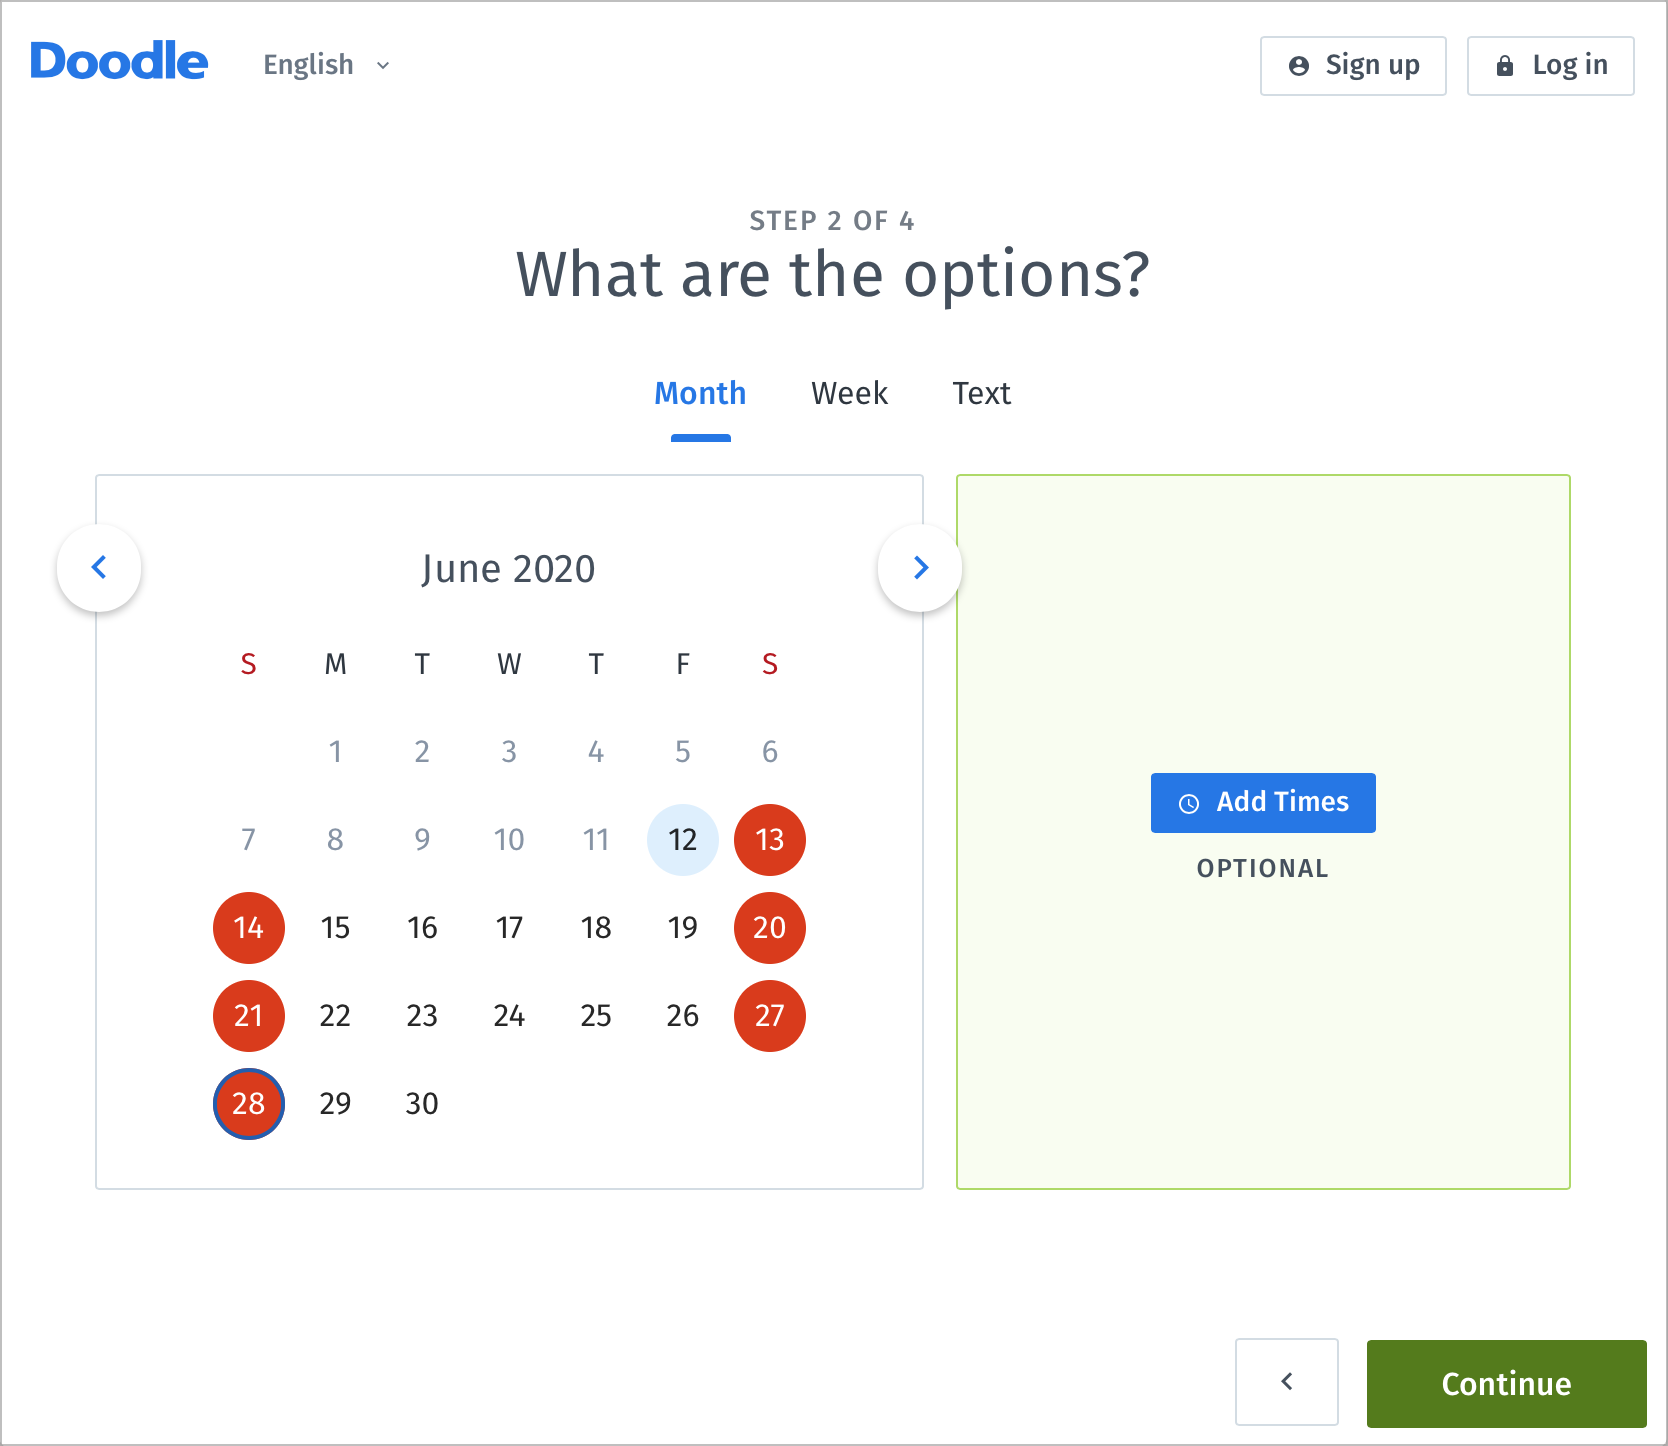 Doodle English Sign up Log in
STEP 2 OF 4
What are the options?
Month Week Text
June 2020
S M T W T F S
1 2 3 4 5 6
7 8 9 10 11 12 13
14 15 16 17 18 19 20
21 22 23 24 25 26 27
28 29 30
Add Times
OPTIONAL
Continue